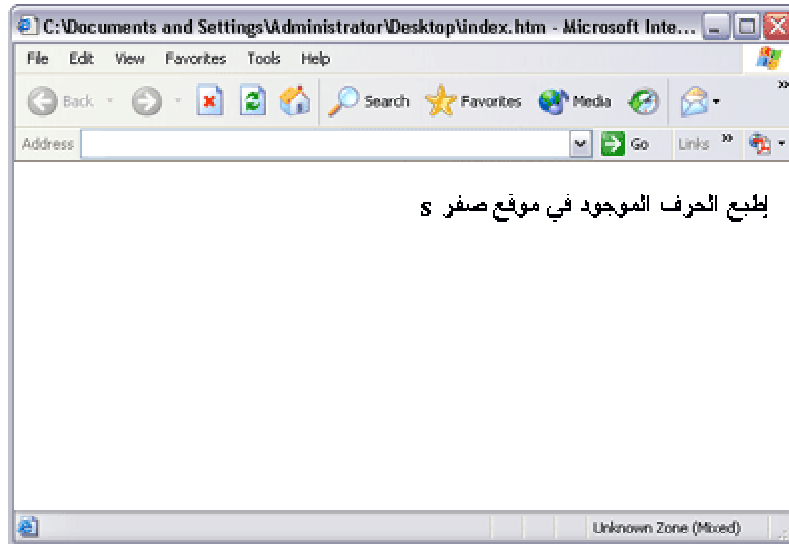 C:\Documents and Settings\Administrator\Desktop\index.htm - Microsoft Inte...
File Edit View Favorites Tools Help
Back Search Favorites Media
Address Go Links
إطبع الحرف الموجود في موقع صفر s
Unknown Zone (Mixed)